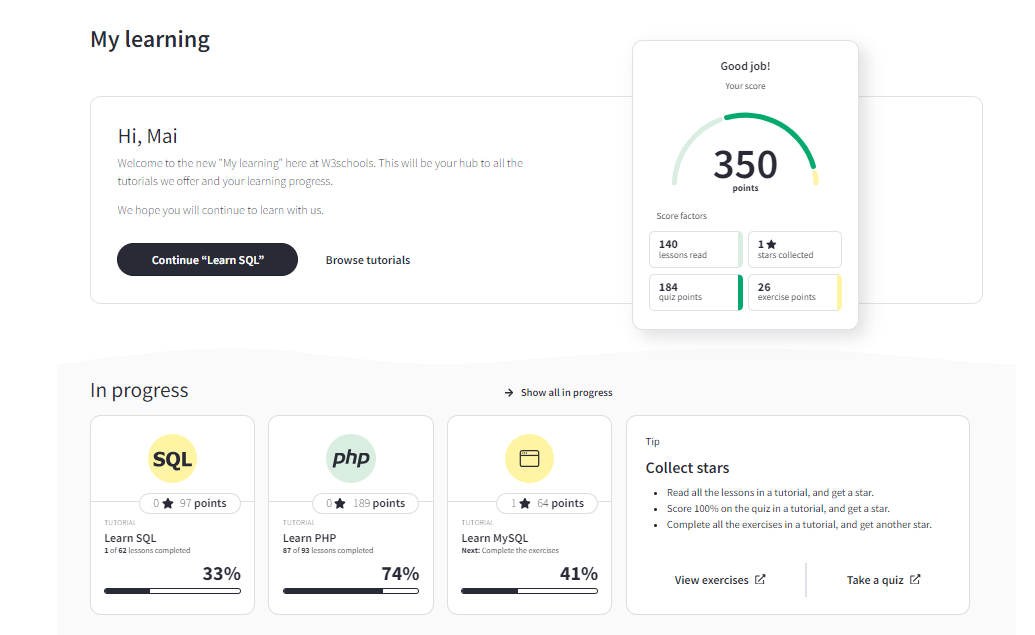 My learning
Hi, Mai
Welcome to the new "My learning" here at W3schools. This will be your hub to all the
tutorials we offer and your learning progress.
We hope you will continue to learn with us.
Continue “Learn SQL”
Browse tutorials
Good job!
Your score
350
points
Score factors
140
lessons read
1 ★
stars collected
184
quiz points
26
exercise points
In progress
→ Show all in progress
SQL
0 ★ 97 points
TUTORIAL
Learn SQL
1 of 62 lessons completed
33%
php
0 ★ 189 points
TUTORIAL
Learn PHP
87 of 93 lessons completed
74%
1 ★ 64 points
TUTORIAL
Learn MySQL
Next: Complete the exercises
41%
Tip
Collect stars
• Read all the lessons in a tutorial, and get a star.
• Score 100% on the quiz in a tutorial, and get a star.
• Complete all the exercises in a tutorial, and get another star.
View exercises
Take a quiz